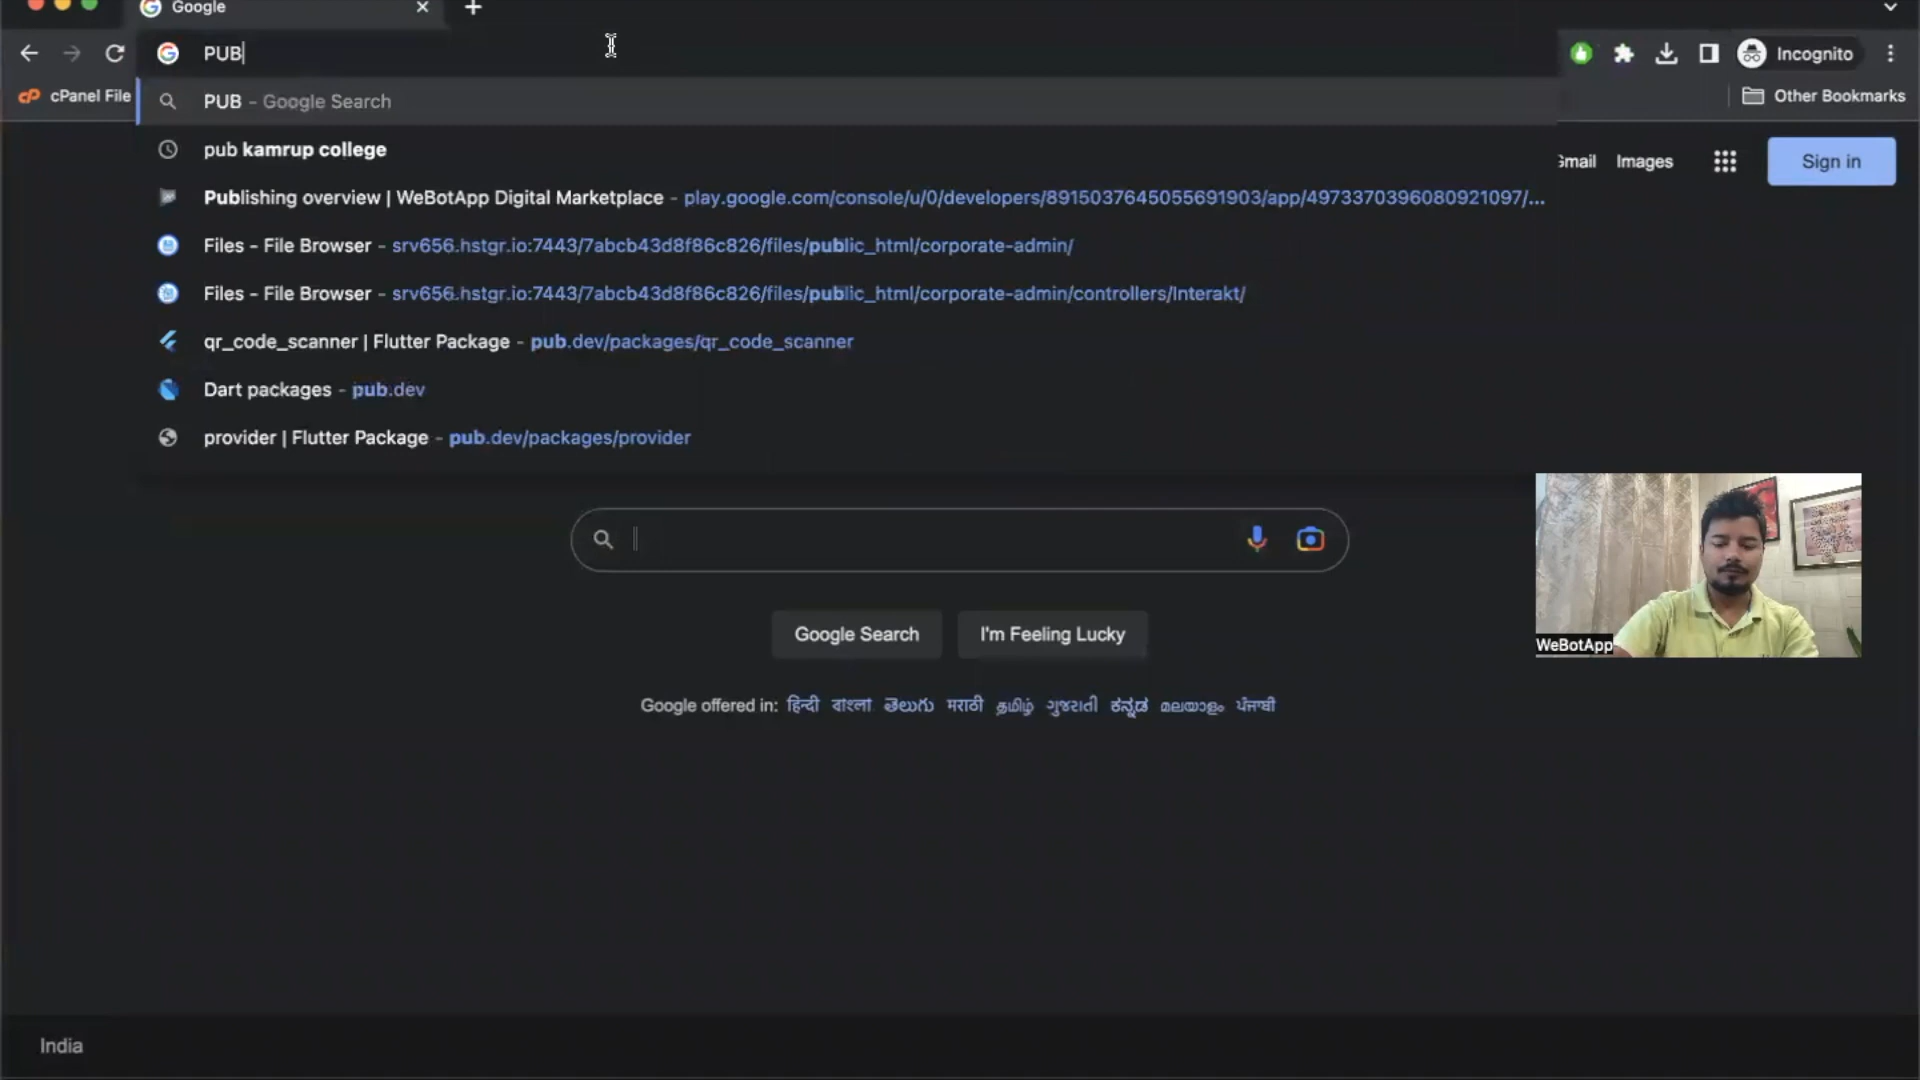 Google
PUB
Incognito
cPanel File
Other Bookmarks
PUB - Google Search
pub kamrup college
Gmail Images Sign in
Publishing overview | WeBotApp Digital Marketplace - play.google.com/console/u/0/developers/8915037645055691903/app/4973370396080921097/...
Files - File Browser - srv656.hstgr.io:7443/7abcb43d8f86c826/files/public_html/corporate-admin/
Files - File Browser - srv656.hstgr.io:7443/7abcb43d8f86c826/files/public_html/corporate-admin/controllers/Interakt/
qr_code_scanner | Flutter Package - pub.dev/packages/qr_code_scanner
Dart packages - pub.dev
provider | Flutter Package - pub.dev/packages/provider
Google Search I'm Feeling Lucky
WeBotApp
Google offered in: हिन्दी বাংলা తెలుగు मराठी தமிழ் ગુજરાતી ಕನ್ನಡ മലയാളം ਪੰਜਾਬੀ
India